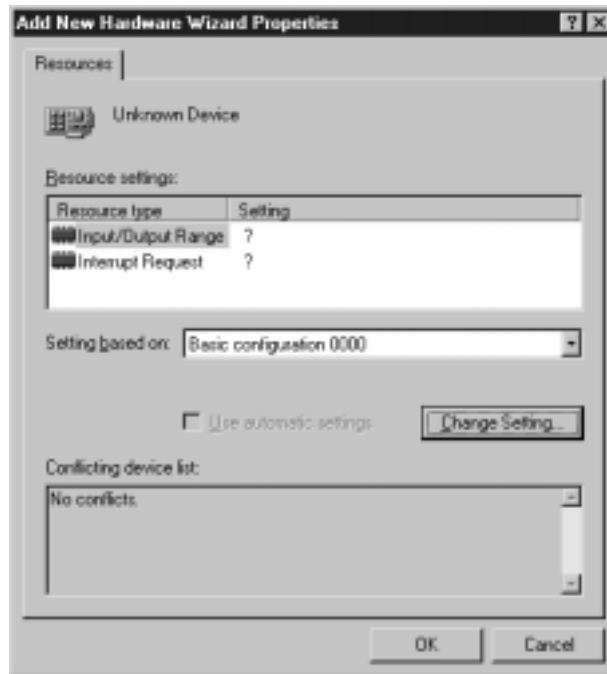 Add New Hardware Wizard Properties
Resources
Unknown Device
Resource settings:
Resource type Setting
Input/Output Range ?
Interrupt Request ?
Setting based on: Basic configuration 0000
Use automatic settings Change Setting...
Conflicting device list:
No conflicts.
OK Cancel